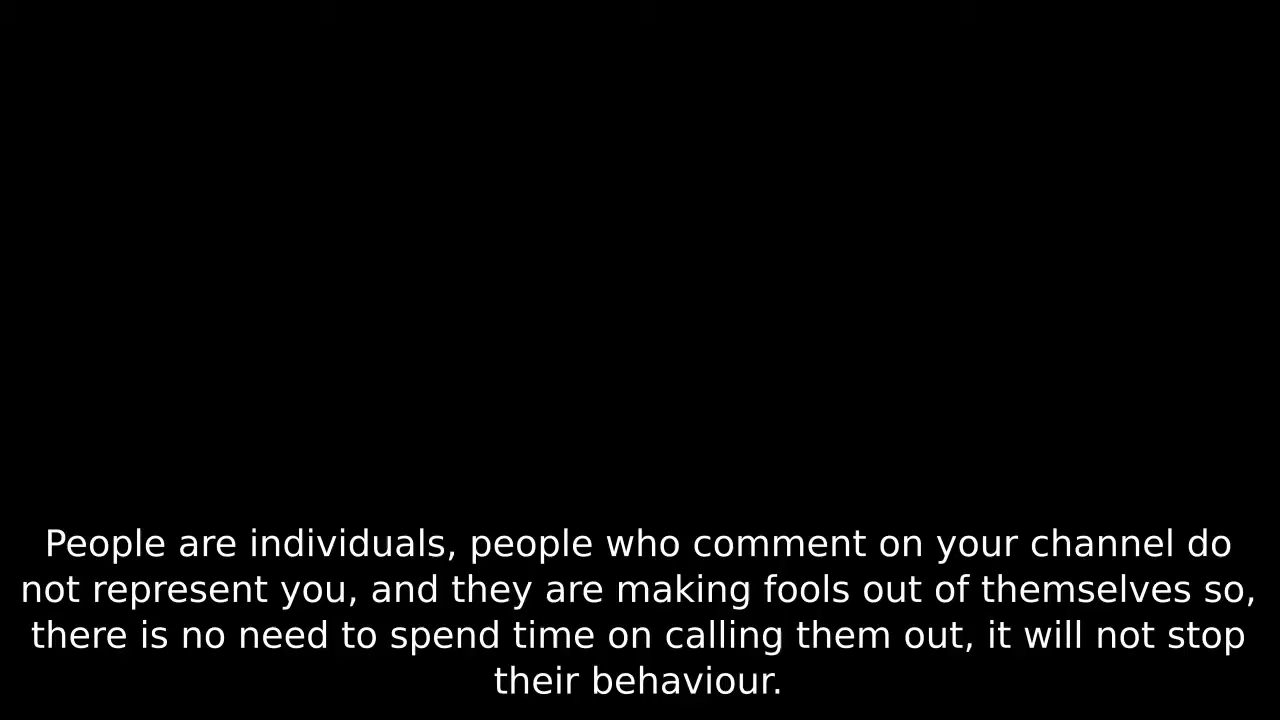 People are individuals, people who comment on your channel do
not represent you, and they are making fools out of themselves so,
there is no need to spend time on calling them out, it will not stop
their behaviour.